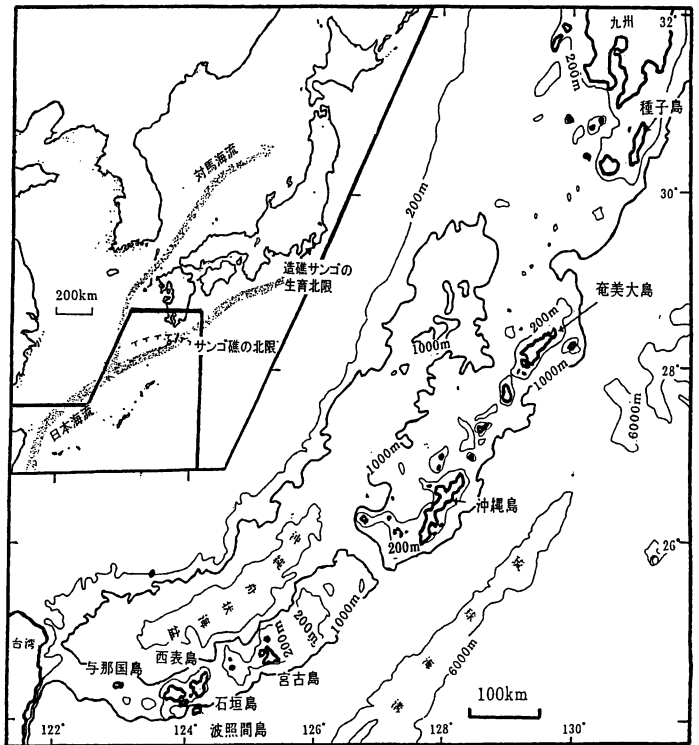 九州
32°
200m
種子島
対馬海流
30°
200m
造礁サンゴの
生育北限
200km
奄美大島
200m
サンゴ礁の北限
1000m
1000m
28°
6000m
日本海流
1000m
沖縄島
200m
26°
沖縄舟状海盆
琉球海溝
1000m
200m
200m
6000m
台湾
西表島
与那国島
宮古島
石垣島
100km
122°
124°
波照間島
126°
128°
130°